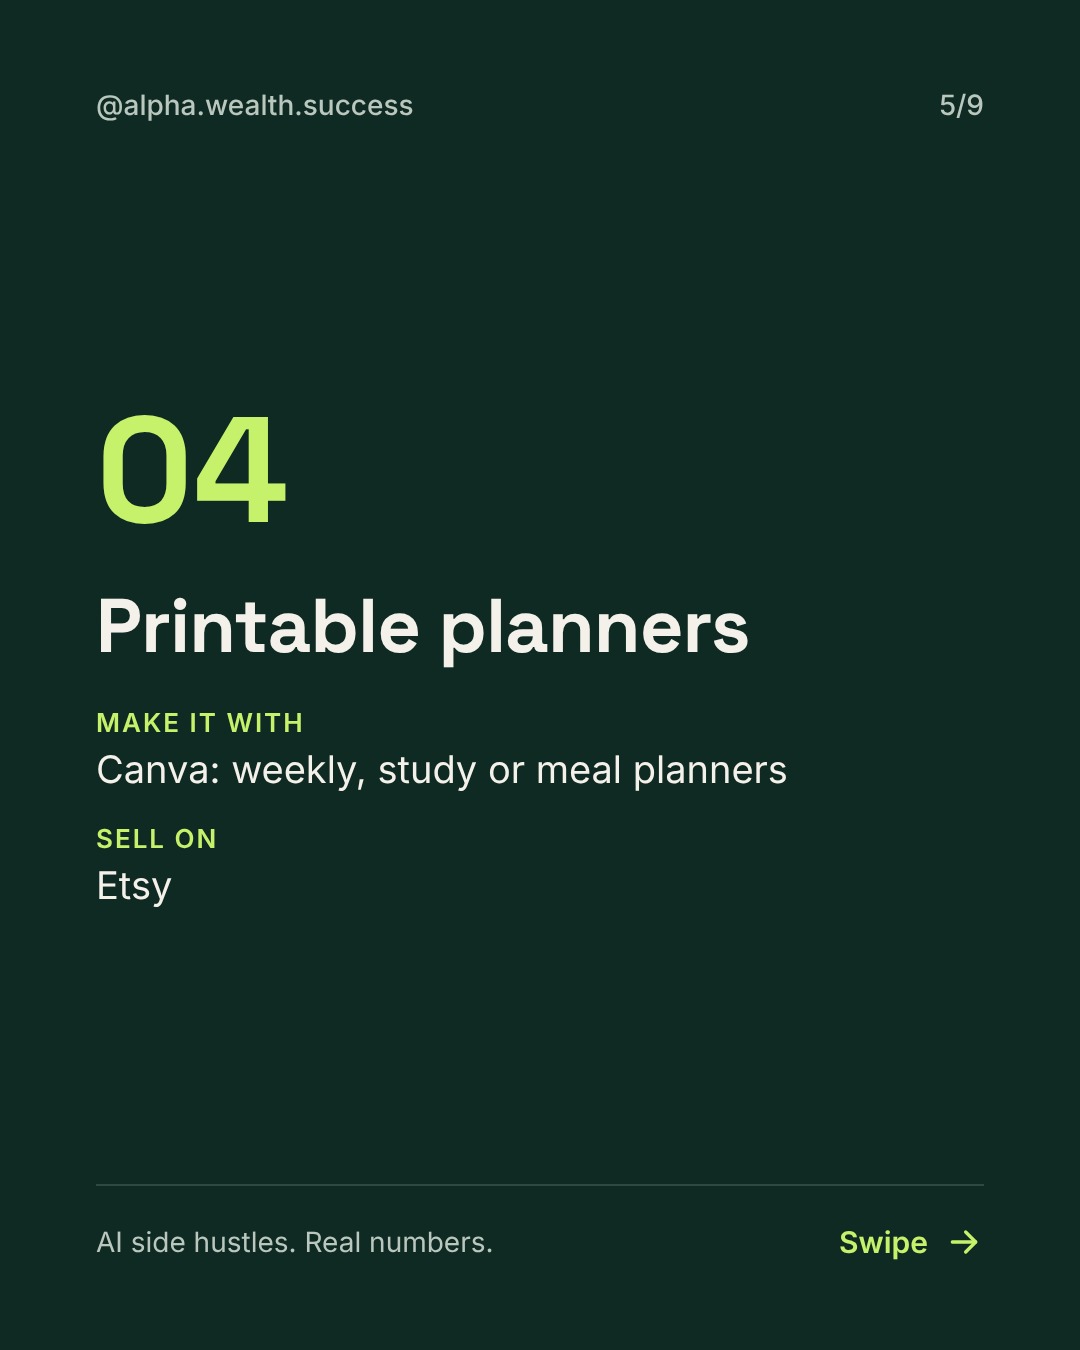 @alpha.wealth.success
5/9
04
Printable planners
MAKE IT WITH
Canva: weekly, study or meal planners
SELL ON
Etsy
AI side hustles. Real numbers.
Swipe →